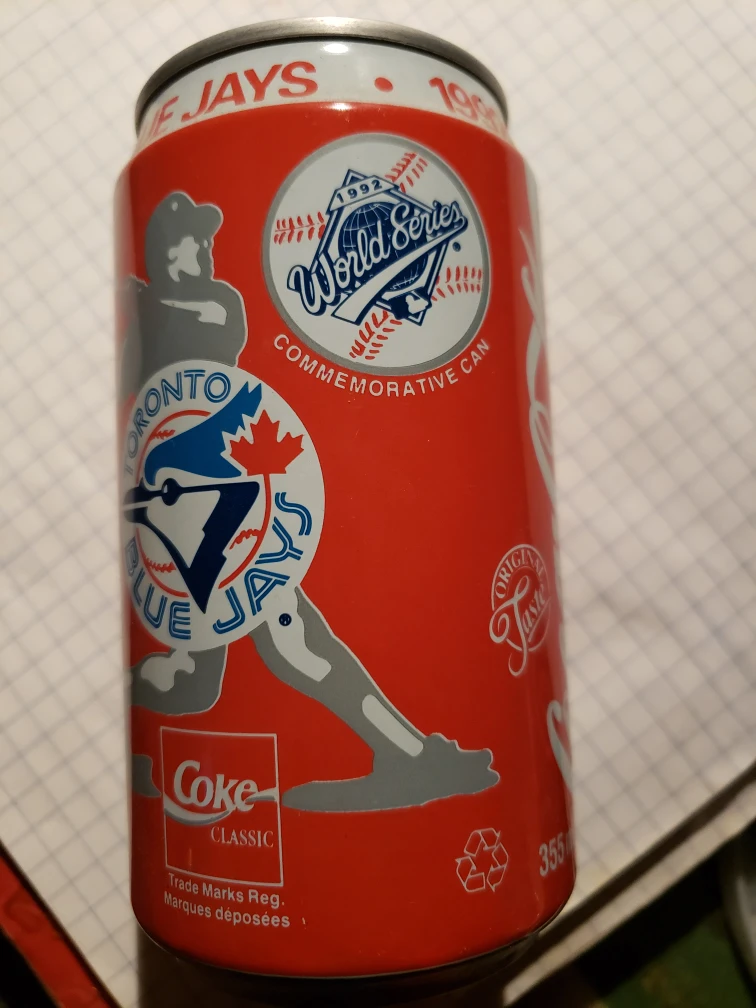 JAYS •
1992
World Series
COMMEMORATIVE CAN
TORONTO
BLUE JAYS
®
ORIGINAL
Taste
Coke
CLASSIC
355
Trade Marks Reg.
Marques déposées